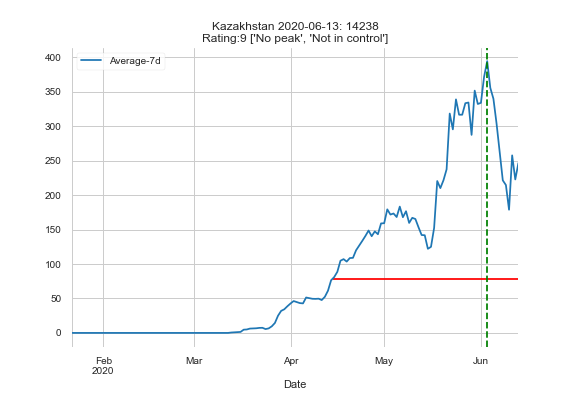 Kazakhstan 2020-06-13: 14238
Rating:9 ['No peak', 'Not in control']
Average-7d
400
350
300
250
200
150
100
50
0
Feb
2020
Mar
Apr
May
Jun
Date